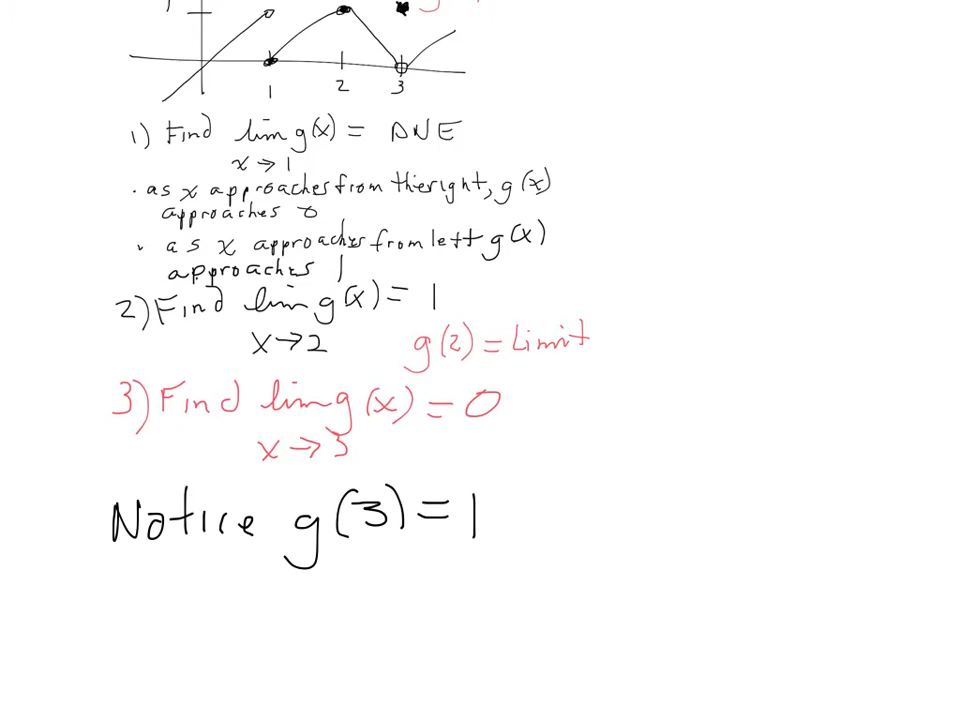 1 2 3
1) Find lim g(x) = DNE
x → 1
· as x approaches from the right, g(x)
approaches 0
· as x approaches from left g(x)
approaches 1
2) Find lim g(x) = 1
x → 2
g(2) = Limit
3) Find lim g(x) = 0
x → 3
Notice g(3) = 1